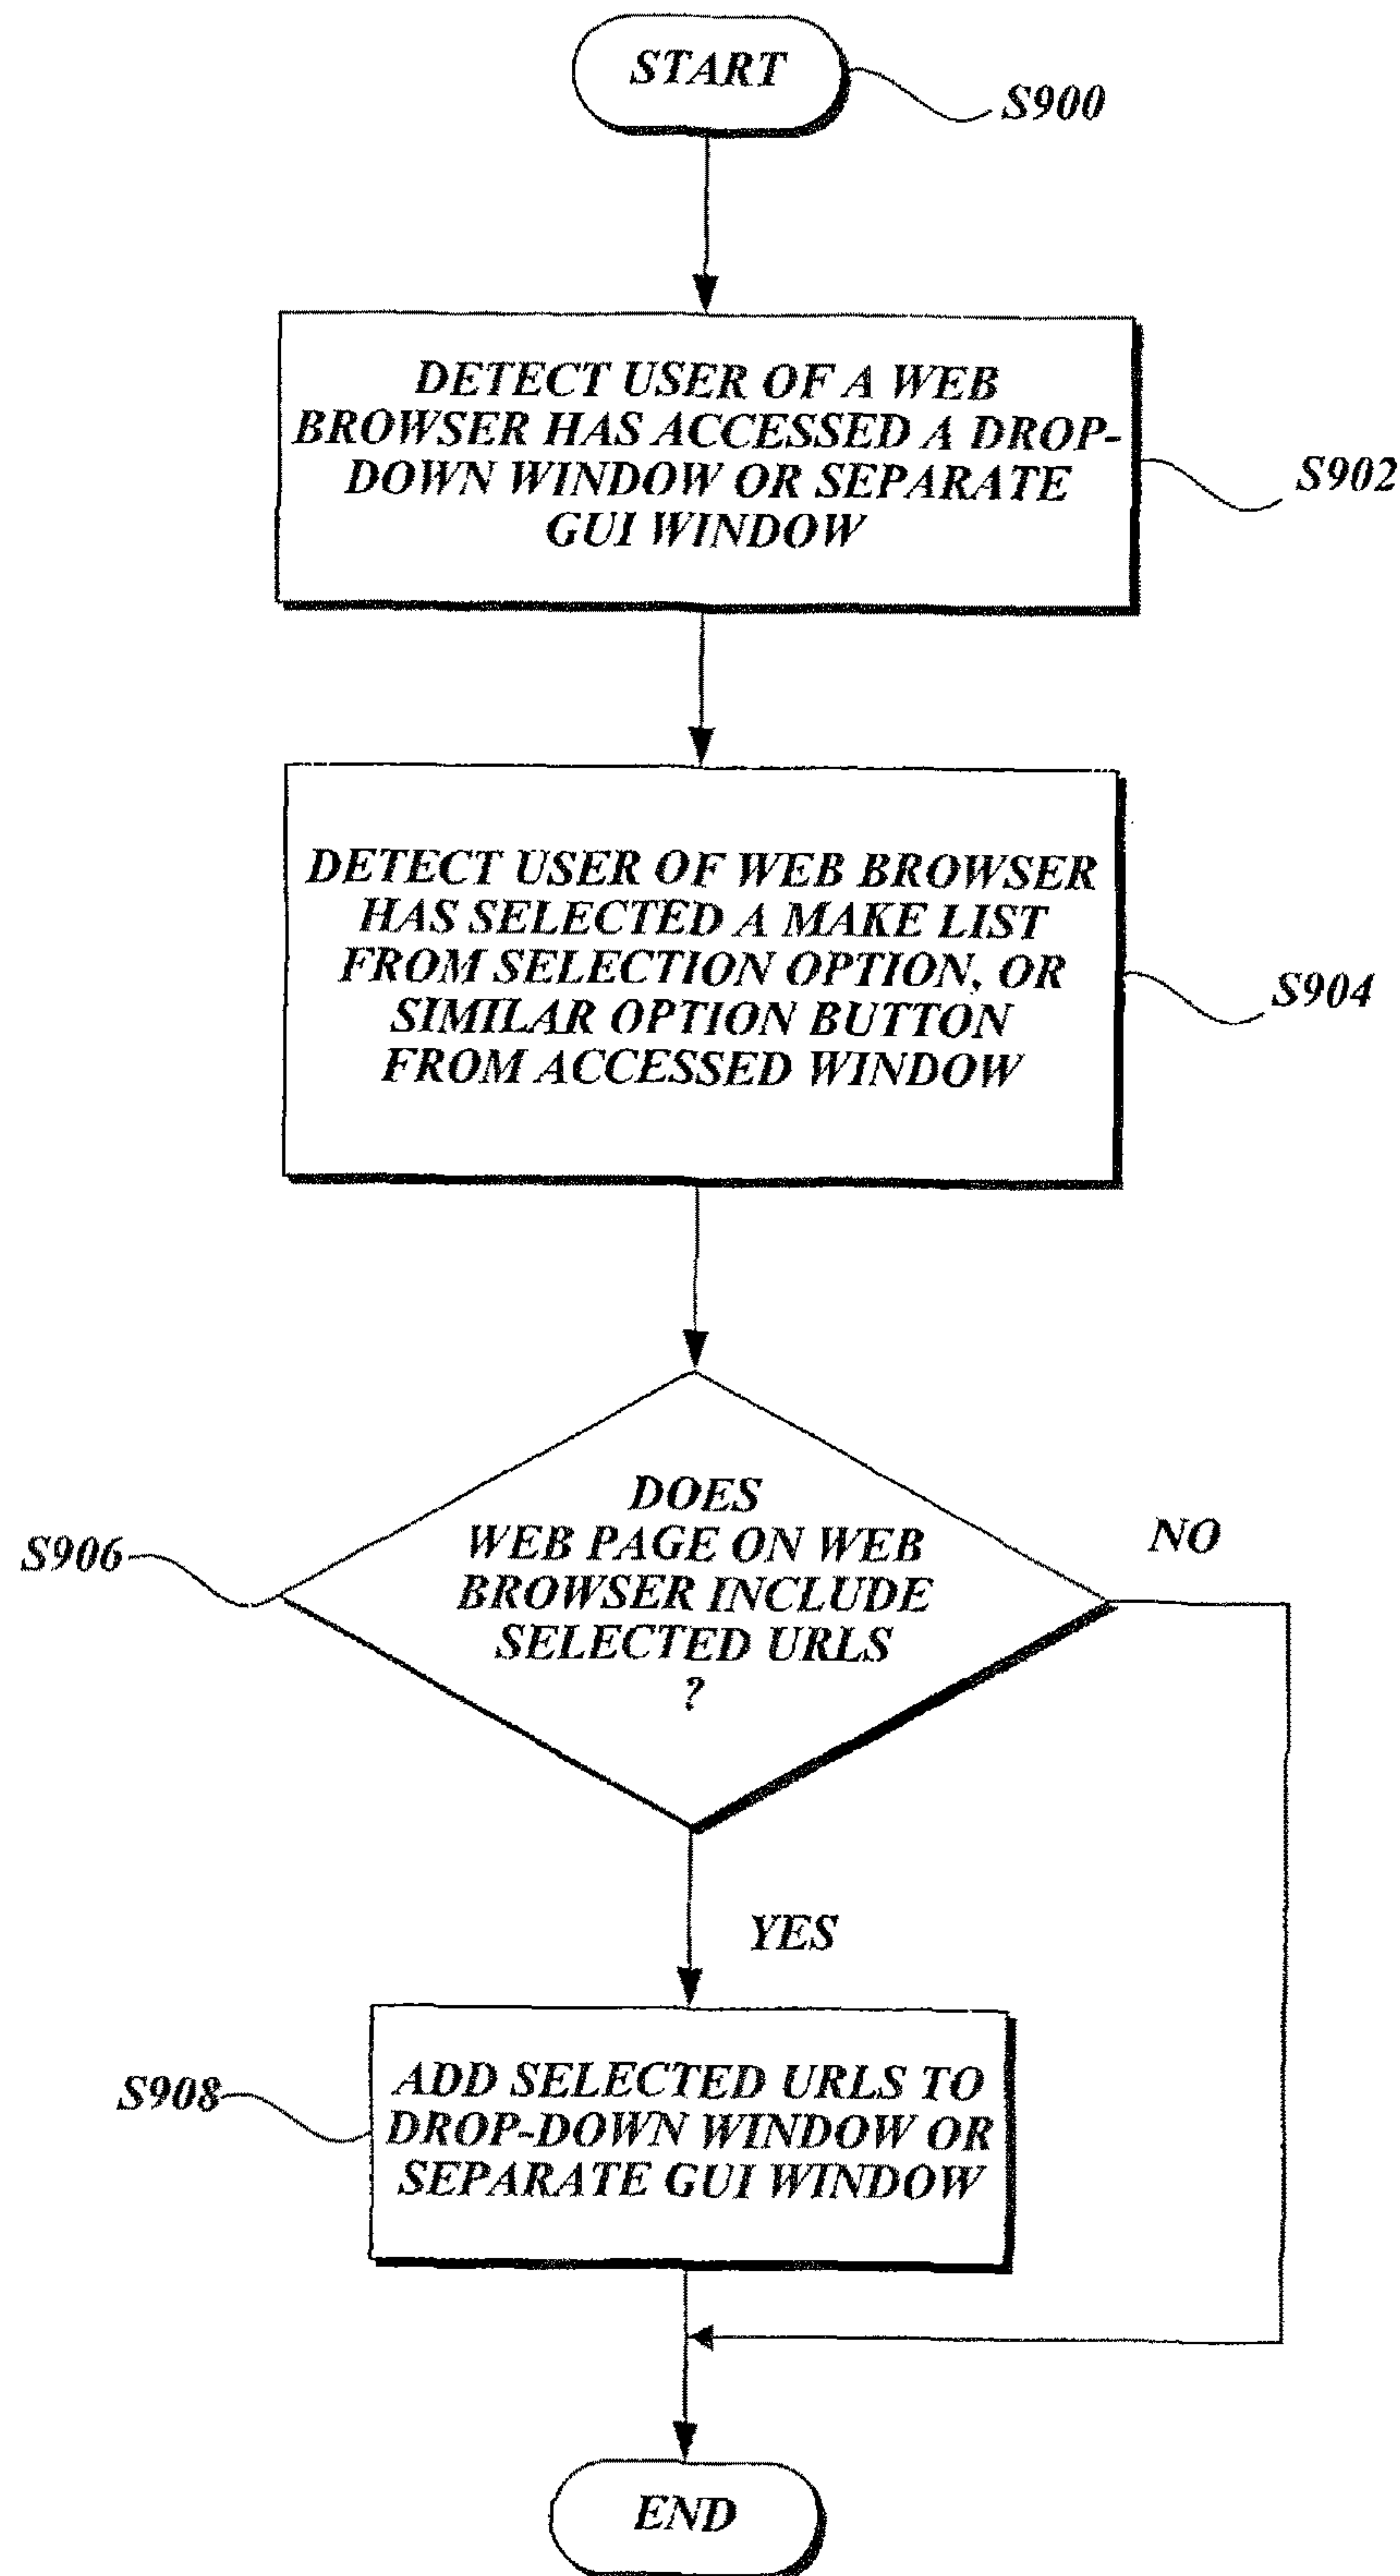 START
S900
DETECT USER OF A WEB
BROWSER HAS ACCESSED A DROP-
DOWN WINDOW OR SEPARATE
GUI WINDOW
S902
DETECT USER OF WEB BROWSER
HAS SELECTED A MAKE LIST
FROM SELECTION OPTION, OR
SIMILAR OPTION BUTTON
FROM ACCESSED WINDOW
S904
DOES
WEB PAGE ON WEB
BROWSER INCLUDE
SELECTED URLS
?
S906
NO
YES
ADD SELECTED URLS TO
DROP-DOWN WINDOW OR
SEPARATE GUI WINDOW
S908
END